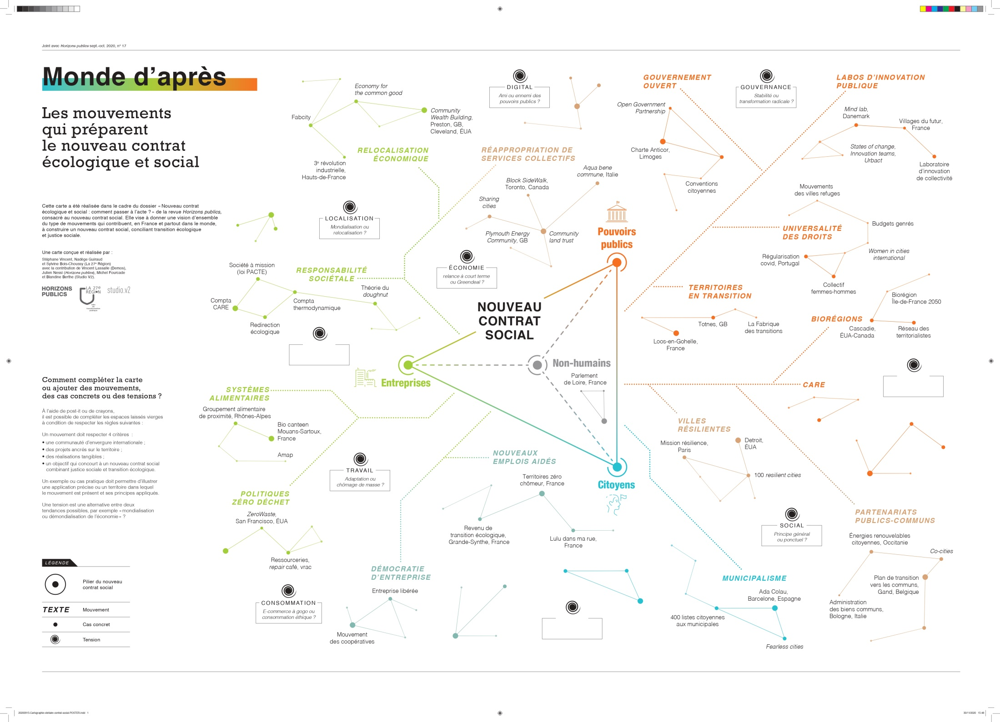 Joint avec Horizons publics sept.-oct. 2020, n° 17
Monde d'après
Les mouvements
qui préparent
le nouveau contrat
écologique et social
Cette carte a été réalisée dans le cadre du dossier « Nouveau contrat
écologique et social : comment passer à l'acte ? » de la revue Horizons publics,
consacré au nouveau contrat social. Elle vise à donner une vision d'ensemble
du type de mouvements qui contribuent, en France et partout dans le monde,
à construire un nouveau contrat social, conciliant transition écologique
et justice sociale.
Une carte conçue et réalisée par :
Stéphane Vincent, Nadège Guiraud
et Sylvine Bois-Choussy (La 27e Région)
avec la contribution de Vincent Lassalle (Demos),
Julien Nessi (Horizons publics), Michel Fourcade
et Blandine Berthe (Studio V2).
HORIZONS
PUBLICS
LA 27e
RÉGION
labo
de
transformation
publique
studio.v2
Comment compléter la carte
ou ajouter des mouvements,
des cas concrets ou des tensions ?
À l'aide de post-it ou de crayons,
il est possible de compléter les espaces laissés vierges
à condition de respecter les règles suivantes :
Un mouvement doit respecter 4 critères :
• une communauté d'envergure internationale ;
• des projets ancrés sur le territoire ;
• des réalisations tangibles ;
• un objectif qui concourt à un nouveau contrat social
combinant justice sociale et transition écologique.
Un exemple ou cas pratique doit permettre d'illustrer
une application précise ou un territoire dans lequel
le mouvement est présent et ses principes appliqués.
Une tension est une alternative entre deux
tendances possibles, par exemple « mondialisation
ou démondialisation de l'économie » ?
LÉGENDE
Pilier du nouveau
contrat social
TEXTE
Mouvement
Cas concret
Tension
Economy for
the common good
Fabcity
Community
Wealth Building,
Preston, GB,
Cleveland, ÉUA
3e révolution
industrielle,
Hauts-de-France
RELOCALISATION
ÉCONOMIQUE
LOCALISATION
Mondialisation ou
relocalisation ?
RESPONSABILITÉ
SOCIÉTALE
Société à mission
(loi PACTE)
Compta
CARE
Redirection
écologique
Compta
thermodynamique
Théorie du
doughnut
DIGITAL
Ami ou ennemi des
pouvoirs publics ?
RÉAPPROPRIATION DE
SERVICES COLLECTIFS
Aqua bene
commune, Italie
Block SideWalk,
Toronto, Canada
Sharing
cities
Plymouth Energy
Community, GB
Community
land trust
ÉCONOMIE
relance à court terme
ou Greendeal ?
GOUVERNEMENT
OUVERT
Open Government
Partnership
Charte Anticor,
Limoges
Conventions
citoyennes
GOUVERNANCE
Stabilité ou
transformation radicale ?
LABOS D'INNOVATION
PUBLIQUE
Mind lab,
Danemark
Villages du futur,
France
States of change,
Innovation teams,
Urbact
Laboratoire
d'innovation
de collectivité
Mouvements
des villes refuges
Budgets genrés
UNIVERSALITÉ
DES DROITS
Women in cities
international
Régularisation
covid, Portugal
Collectif
femmes-hommes
Pouvoirs
publics
TERRITOIRES
EN TRANSITION
Totnes, GB
La Fabrique
des transitions
Loos-en-Gohelle,
France
Biorégion
Île-de-France 2050
BIORÉGIONS
Cascadie,
ÉUA-Canada
Réseau des
territorialistes
NOUVEAU
CONTRAT
SOCIAL
Non-humains
Parlement
de Loire, France
Entreprises
Citoyens
CARE
SYSTÈMES
ALIMENTAIRES
Groupement alimentaire
de proximité, Rhônes-Alpes
Bio canteen
Mouans-Sartoux,
France
Amap
POLITIQUES
ZÉRO DÉCHET
ZeroWaste,
San Francisco, ÉUA
Ressourceries,
repair café, vrac
TRAVAIL
Adaptation ou
chômage de masse ?
NOUVEAUX
EMPLOIS AIDÉS
Territoires zéro
chômeur, France
Revenu de
transition écologique,
Grande-Synthe, France
Lulu dans ma rue,
France
CONSOMMATION
E-commerce à gogo ou
consommation éthique ?
DÉMOCRATIE
D'ENTREPRISE
Entreprise libérée
Mouvement
des coopératives
VILLES
RÉSILIENTES
Mission résilience,
Paris
Detroit,
ÉUA
100 resilient cities
SOCIAL
Principe général
ou ponctuel ?
PARTENARIATS
PUBLICS-COMMUNS
Énergies renouvelables
citoyennes, Occitanie
Co-cities
Plan de transition
vers les communs,
Gand, Belgique
Administration
des biens communs,
Bologne, Italie
MUNICIPALISME
Ada Colau,
Barcelone, Espagne
400 listes citoyennes
aux municipales
Fearless cities
20200915-Cartographie-stellaire-contrat-social-POSTER.indd 1
30/11/2020 15:48